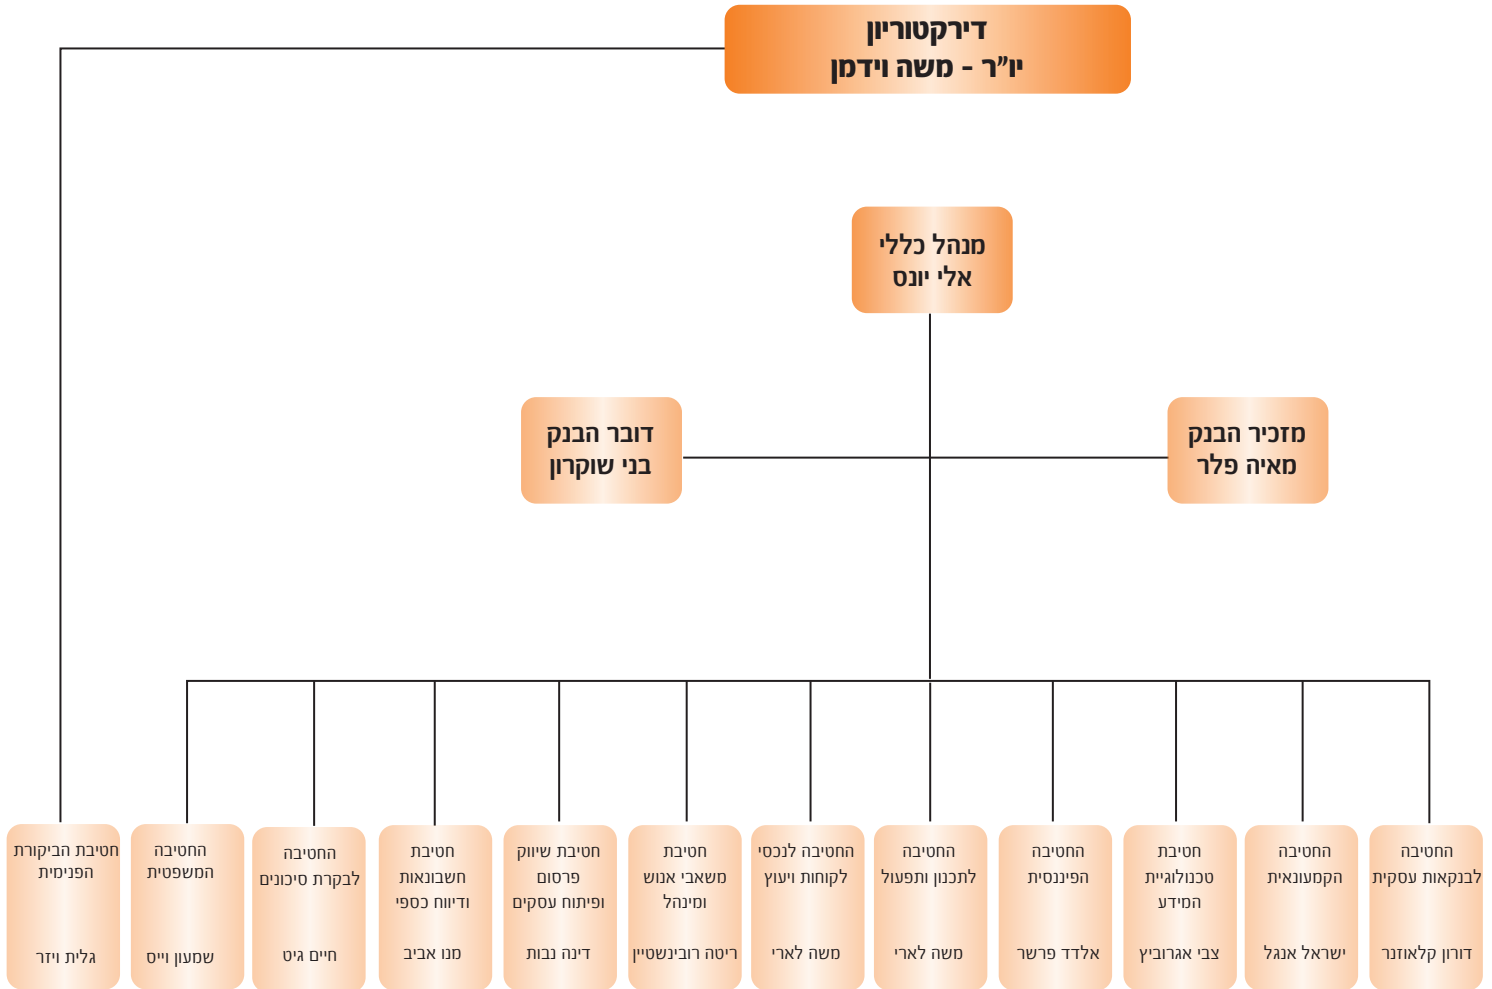 דירקטוריון
יו"ר - משה וידמן
מנהל כללי
אלי יונס
מזכיר הבנק
מאיה פלר
דובר הבנק
בני שוקרון
החטיבה
לבנקאות עסקית
דורון קלאוזנר
החטיבה
הקמעונאית
ישראל אנגל
חטיבת
טכנולוגיית
המידע
צבי אגרוביץ
החטיבה
הפיננסית
אלדד פרשר
החטיבה
לתכנון ותפעול
משה לארי
החטיבה לנכסי
לקוחות ויעוץ
משה לארי
חטיבת
משאבי אנוש
ומינהל
ריטה רובינשטיין
חטיבת שיווק
פרסום
ופיתוח עסקים
דינה נבות
חטיבת
חשבונאות
ודיווח כספי
מנו אביב
החטיבה
לבקרת סיכונים
חיים גיט
החטיבה
המשפטית
שמעון וייס
חטיבת הביקורת
הפנימית
גלית ויזר